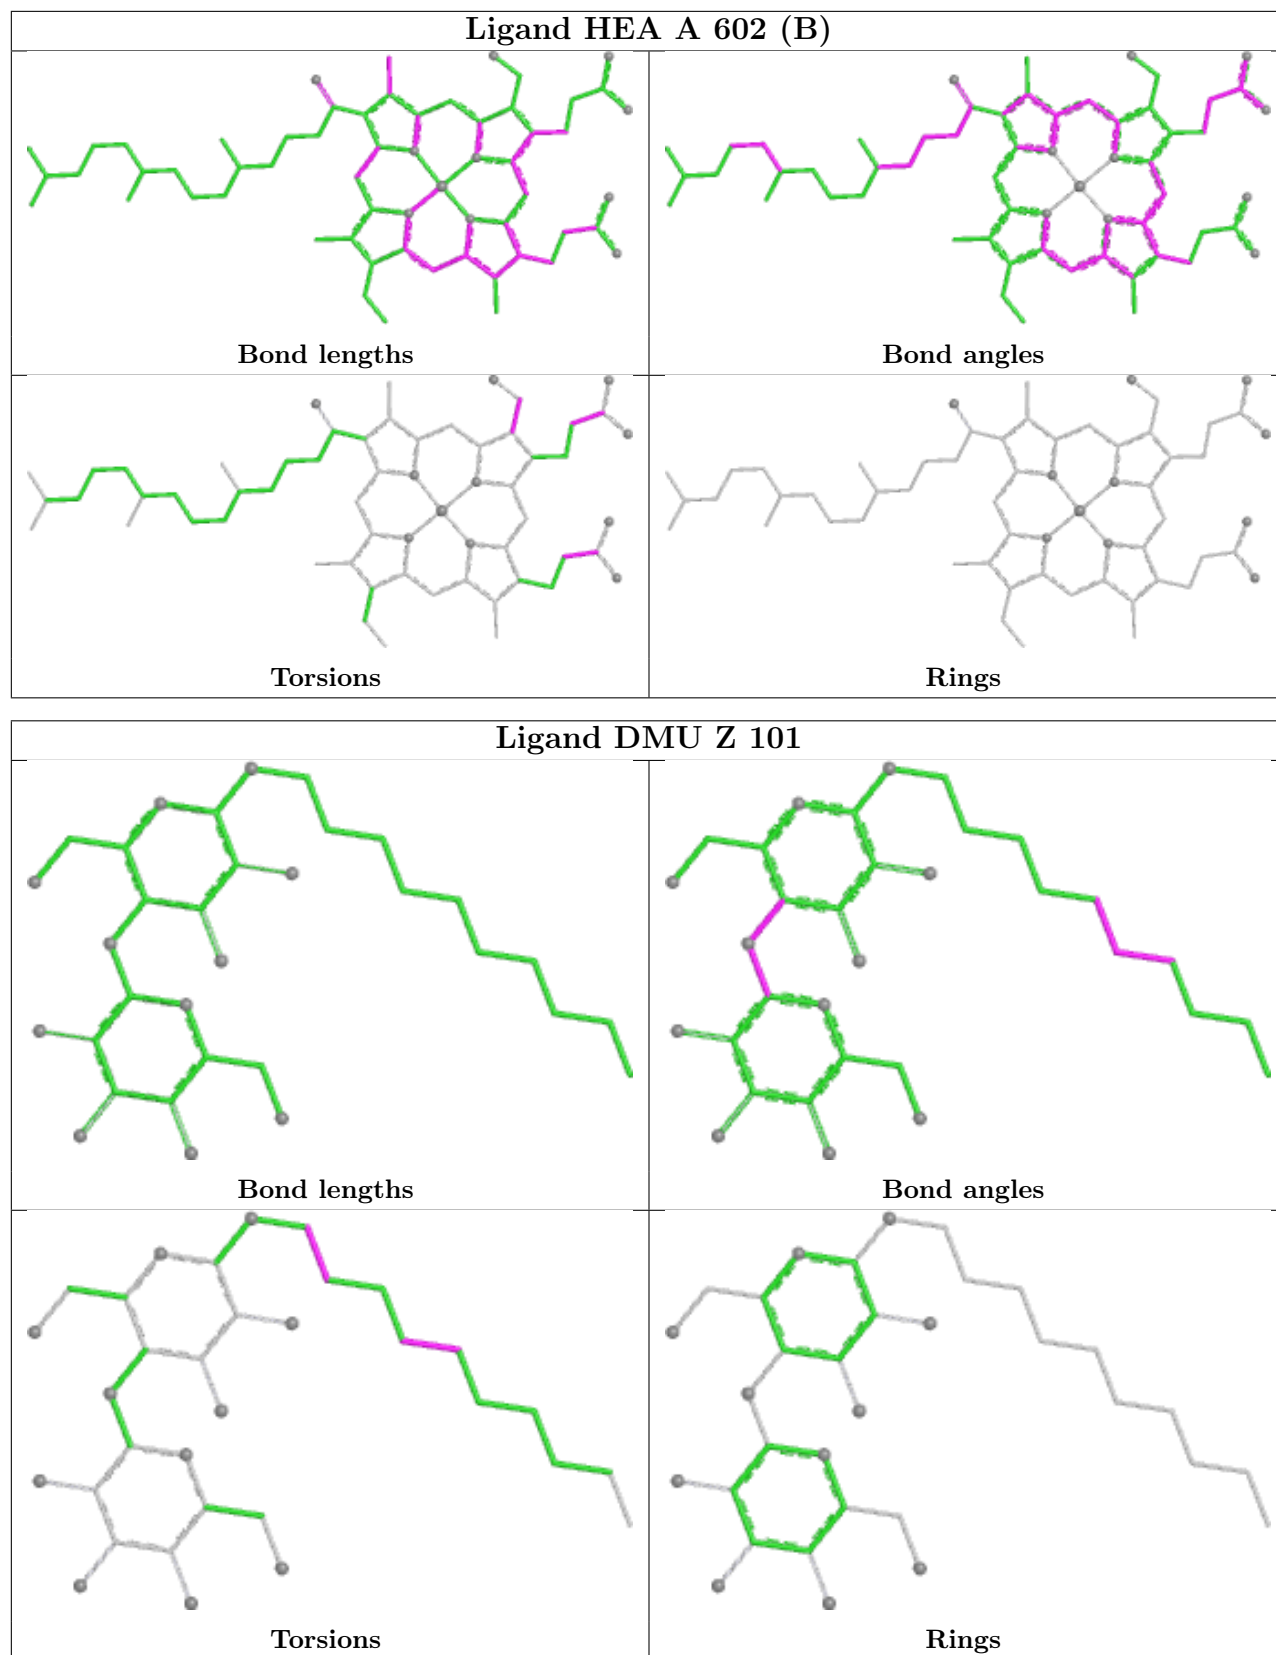 Ligand HEA A 602 (B)
Bond lengths
Bond angles
Torsions
Rings
Ligand DMU Z 101
Bond lengths
Bond angles
Torsions
Rings